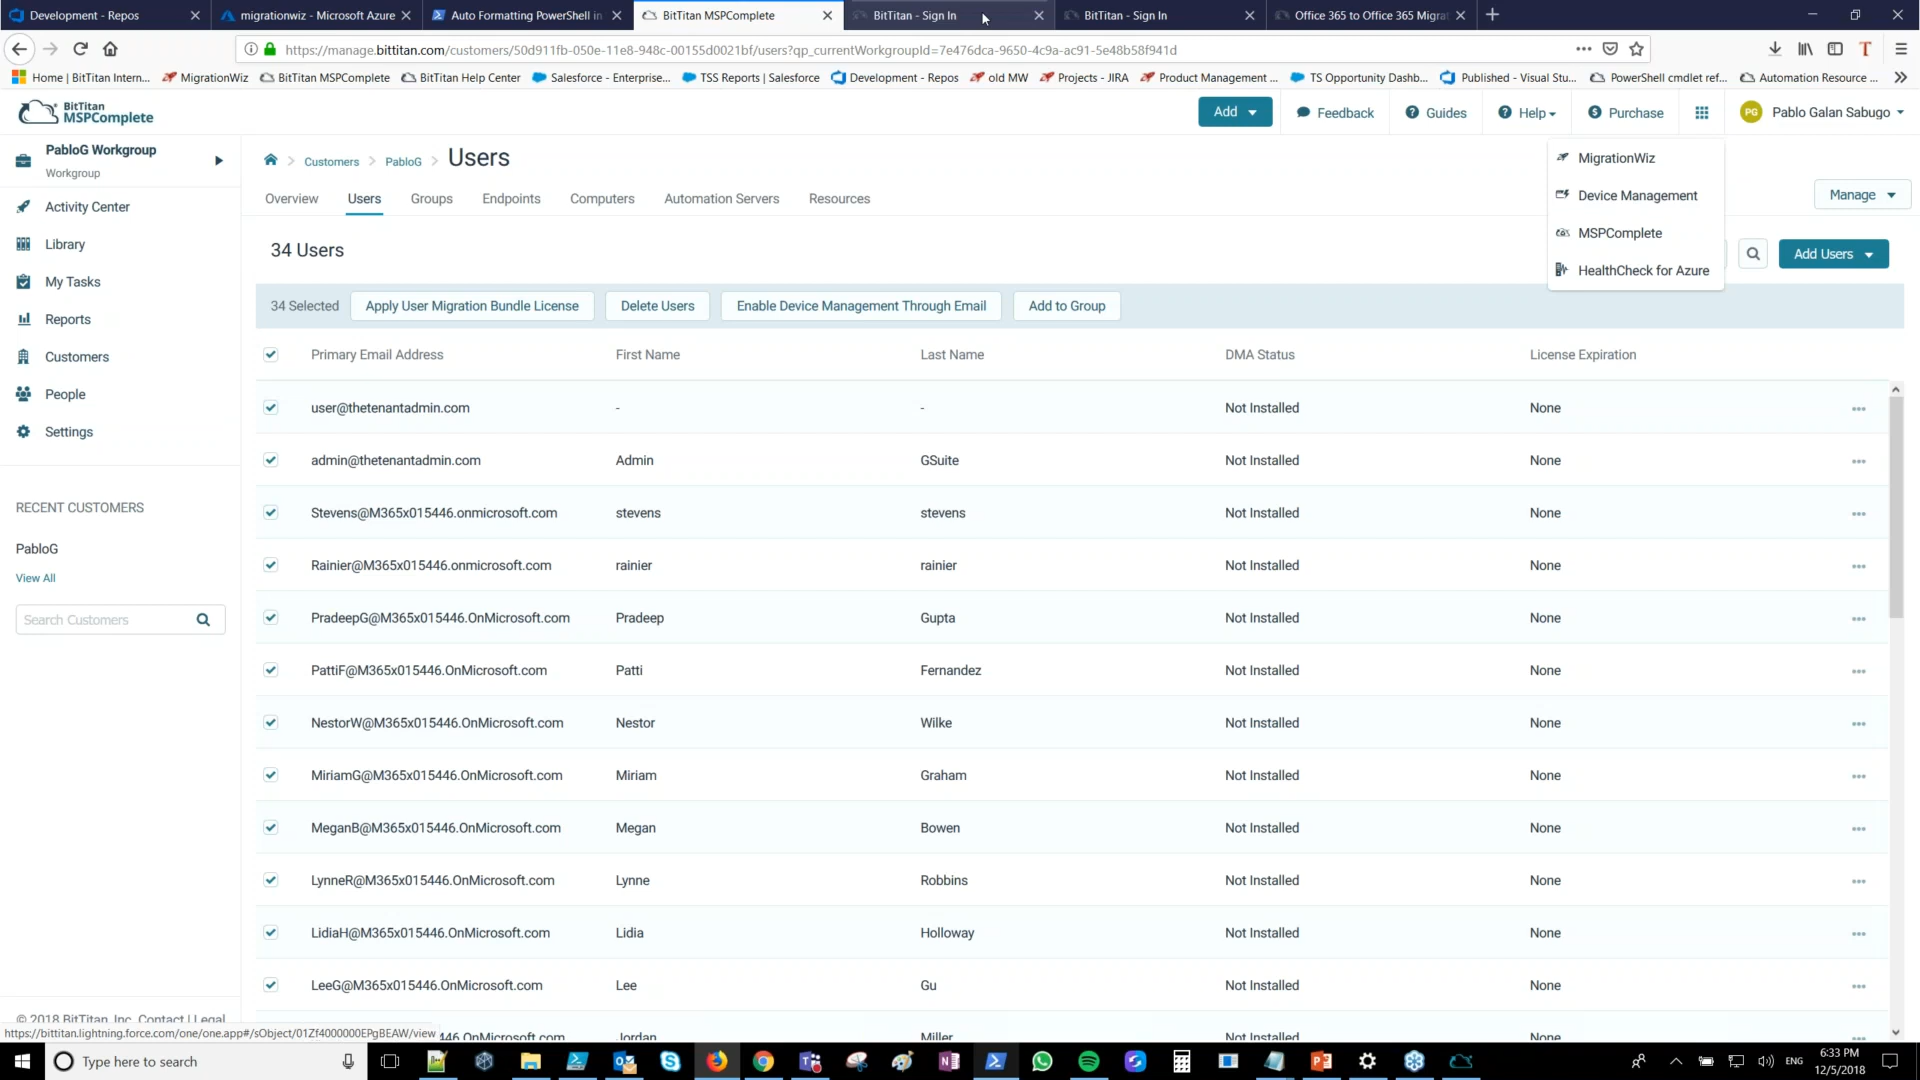 Development - Repos
migrationwiz - Microsoft Azure
Auto Formatting PowerShell in
BitTitan MSPComplete
BitTitan - Sign In
BitTitan - Sign In
Office 365 to Office 365 Migrat
https://manage.bittitan.com/customers/50d911fb-050e-11e8-948c-00155d0021bf/users?qp_currentWorkgroupId=7e476dca-9650-4c9a-ac91-5e48b58f941d
Home | BitTitan Intern...
MigrationWiz
BitTitan MSPComplete
BitTitan Help Center
Salesforce - Enterprise...
TSS Reports | Salesforce
Development - Repos
old MW
Projects - JIRA
Product Management ...
TS Opportunity Dashb...
Published - Visual Stu...
PowerShell cmdlet ref...
Automation Resource ...
BitTitan
MSPComplete
Add
Feedback
Guides
Help
Purchase
PG
Pablo Galan Sabugo
PabloG Workgroup
Workgroup
Activity Center
Library
My Tasks
Reports
Customers
People
Settings
RECENT CUSTOMERS
PabloG
View All
Search Customers
© 2018 BitTitan, Inc. Contact | Legal
Customers
PabloG
Users
Overview
Users
Groups
Endpoints
Computers
Automation Servers
Resources
MigrationWiz
Device Management
MSPComplete
HealthCheck for Azure
Manage
34 Users
Add Users
34 Selected
Apply User Migration Bundle License
Delete Users
Enable Device Management Through Email
Add to Group
Primary Email Address First Name Last Name DMA Status License Expiration
user@thetenantadmin.com - - Not Installed None
admin@thetenantadmin.com Admin GSuite Not Installed None
Stevens@M365x015446.onmicrosoft.com stevens stevens Not Installed None
Rainier@M365x015446.onmicrosoft.com rainier rainier Not Installed None
PradeepG@M365x015446.OnMicrosoft.com Pradeep Gupta Not Installed None
PattiF@M365x015446.OnMicrosoft.com Patti Fernandez Not Installed None
NestorW@M365x015446.OnMicrosoft.com Nestor Wilke Not Installed None
MiriamG@M365x015446.OnMicrosoft.com Miriam Graham Not Installed None
MeganB@M365x015446.OnMicrosoft.com Megan Bowen Not Installed None
LynneR@M365x015446.OnMicrosoft.com Lynne Robbins Not Installed None
LidiaH@M365x015446.OnMicrosoft.com Lidia Holloway Not Installed None
LeeG@M365x015446.OnMicrosoft.com Lee Gu Not Installed None
46.OnMicrosoft.com Jordan Miller Not Installed None
https://bittitan.lightning.force.com/one/one.app#/sObject/01Zf4000000EPgBEAW/view
Type here to search
ENG
6:33 PM
12/5/2018